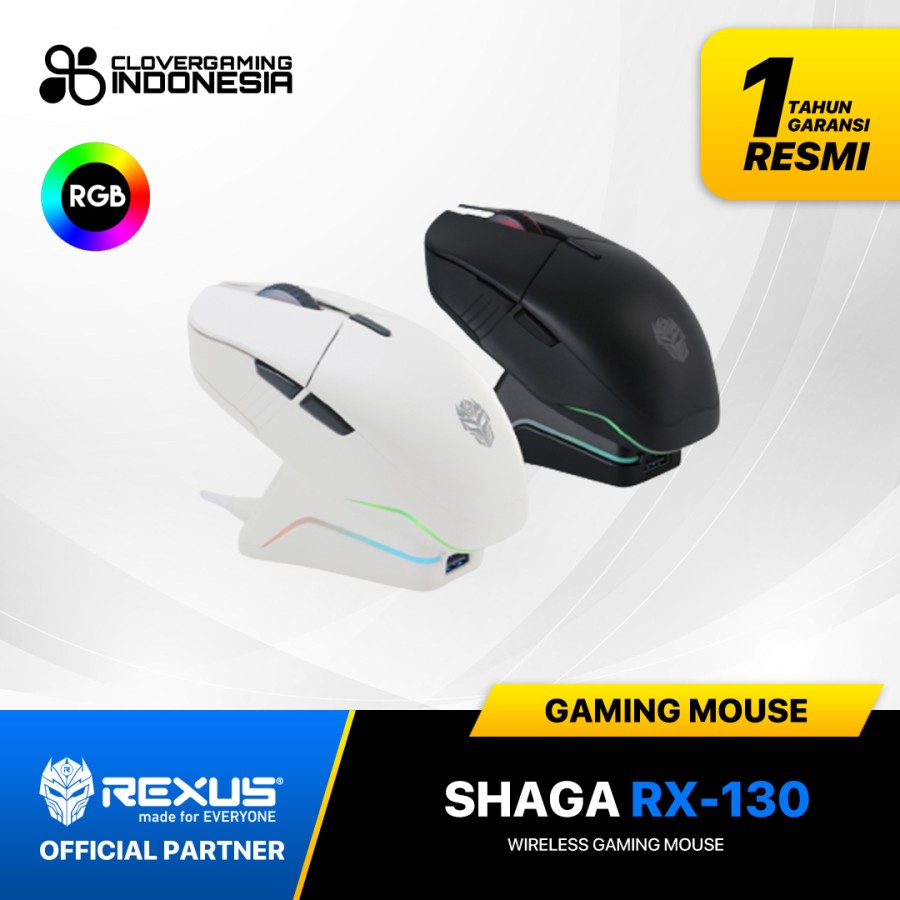 CLOVERGAMING
INDONESIA
1
TAHUN
GARANSI
RESMI
RGB
GAMING MOUSE
REXUS®
made for EVERYONE
OFFICIAL PARTNER
SHAGA RX-130
WIRELESS GAMING MOUSE